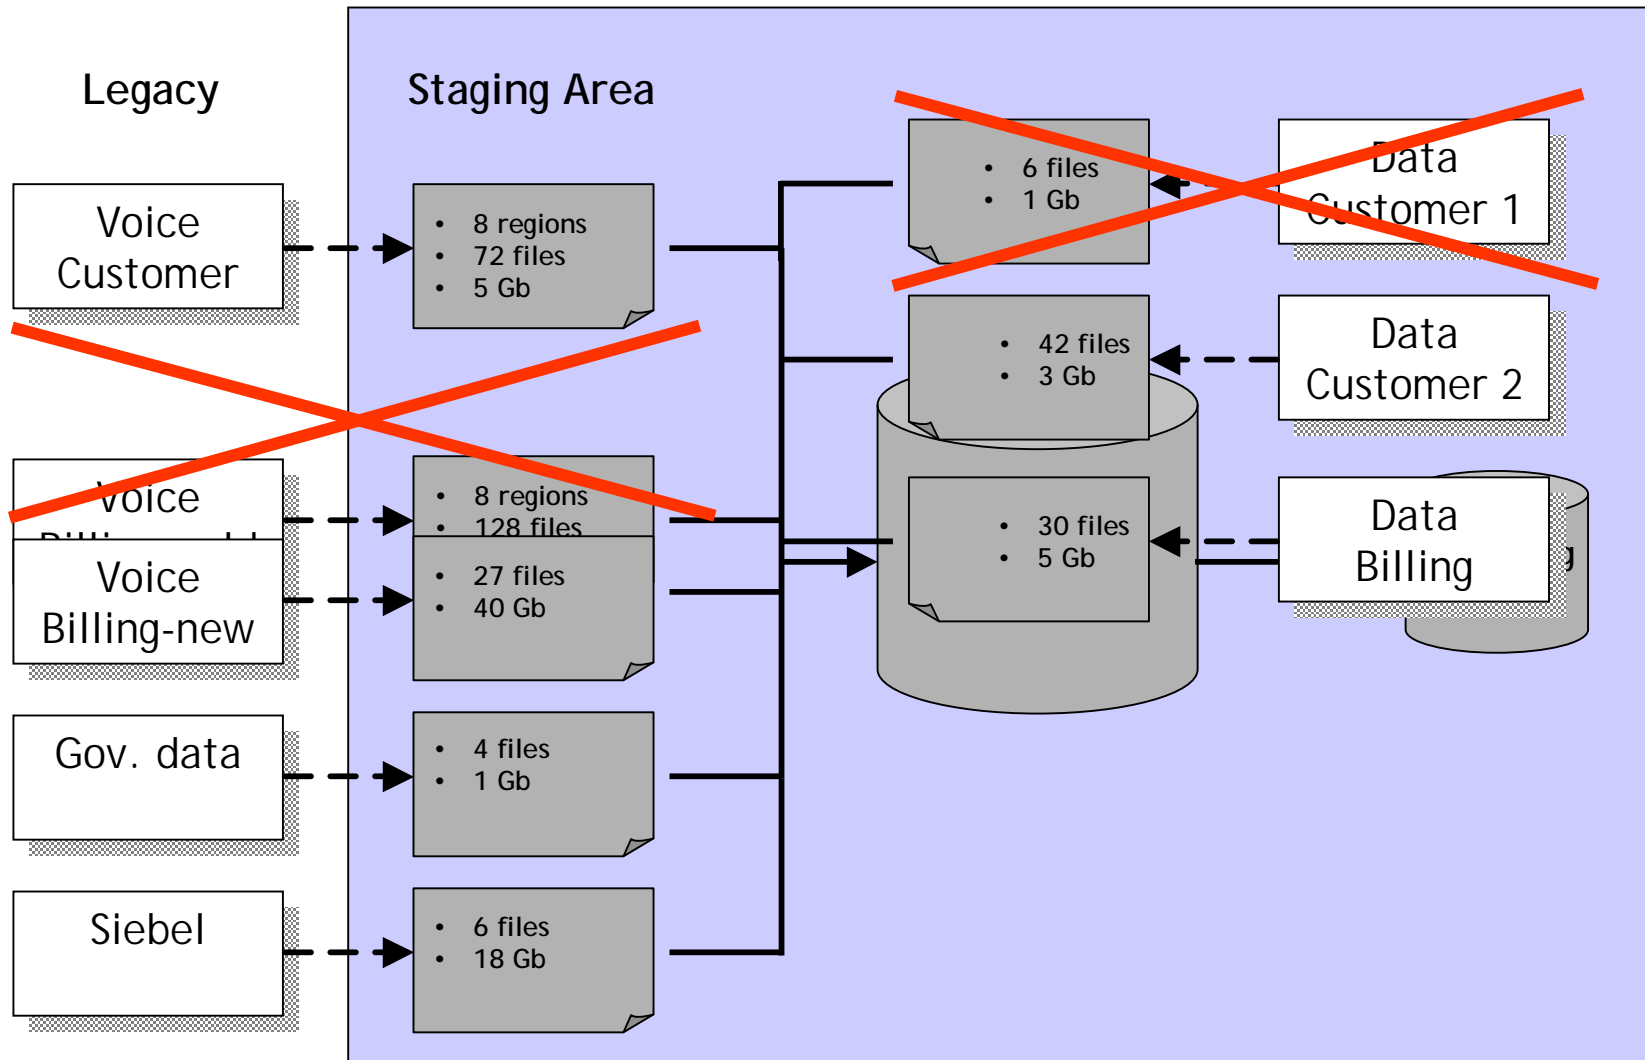 Legacy
Staging Area
Voice
Customer
• 8 regions
• 72 files
• 5 Gb
• 6 files
• 1 Gb
Data
Customer 1
• 42 files
• 3 Gb
Data
Customer 2
Voice
• 8 regions
• 128 files
Voice
Billing-new
• 27 files
• 40 Gb
• 30 files
• 5 Gb
Data
Billing
Gov. data
• 4 files
• 1 Gb
Siebel
• 6 files
• 18 Gb